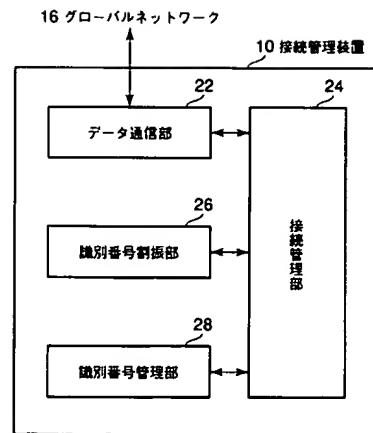 16 グローバルネットワーク
10 接続管理装置
22
データ通信部
24
接続管理部
26
識別番号割振部
28
識別番号管理部